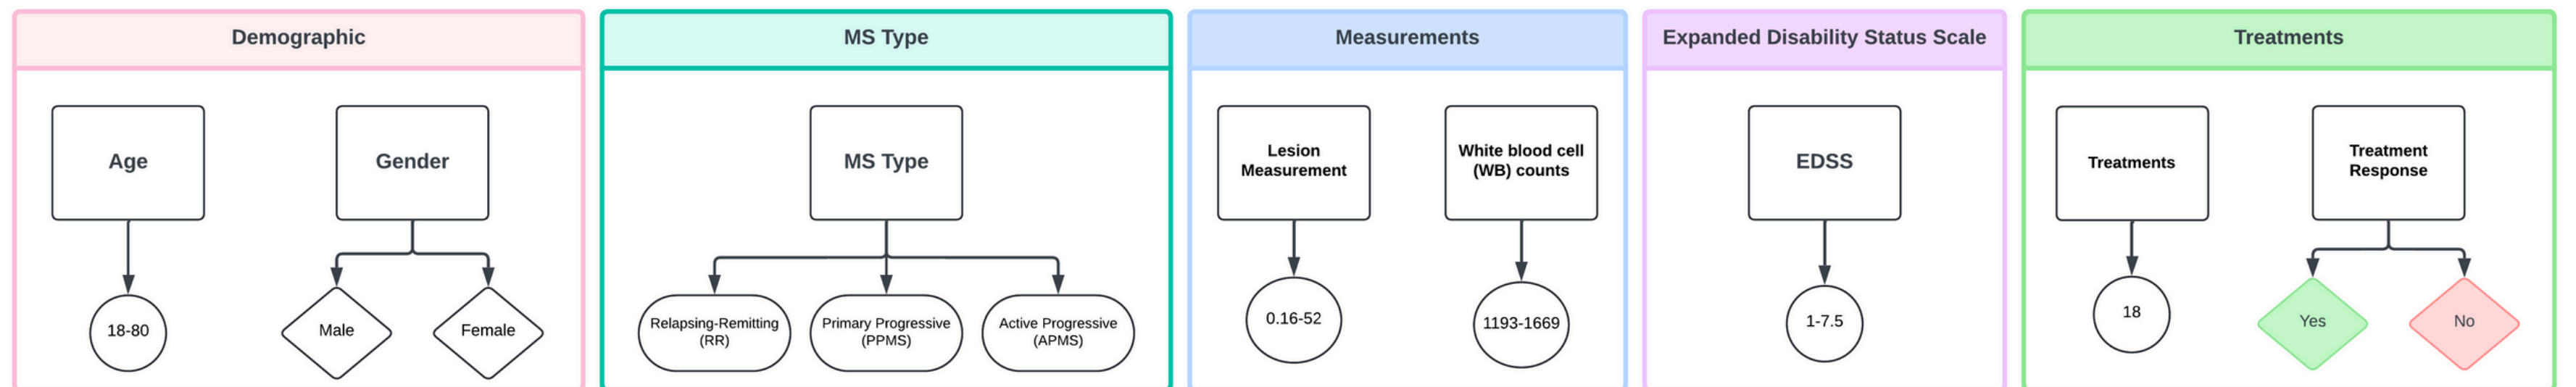 Demographic
Age
Gender
18-80
Male
Female
MS Type
MS Type
Relapsing-Remitting
(RR)
Primary Progressive
(PPMS)
Active Progressive
(APMS)
Measurements
Lesion
Measurement
White blood cell
(WB) counts
0.16-52
1193-1669
Expanded Disability Status Scale
EDSS
1-7.5
Treatments
Treatments
Treatment
Response
18
Yes
No